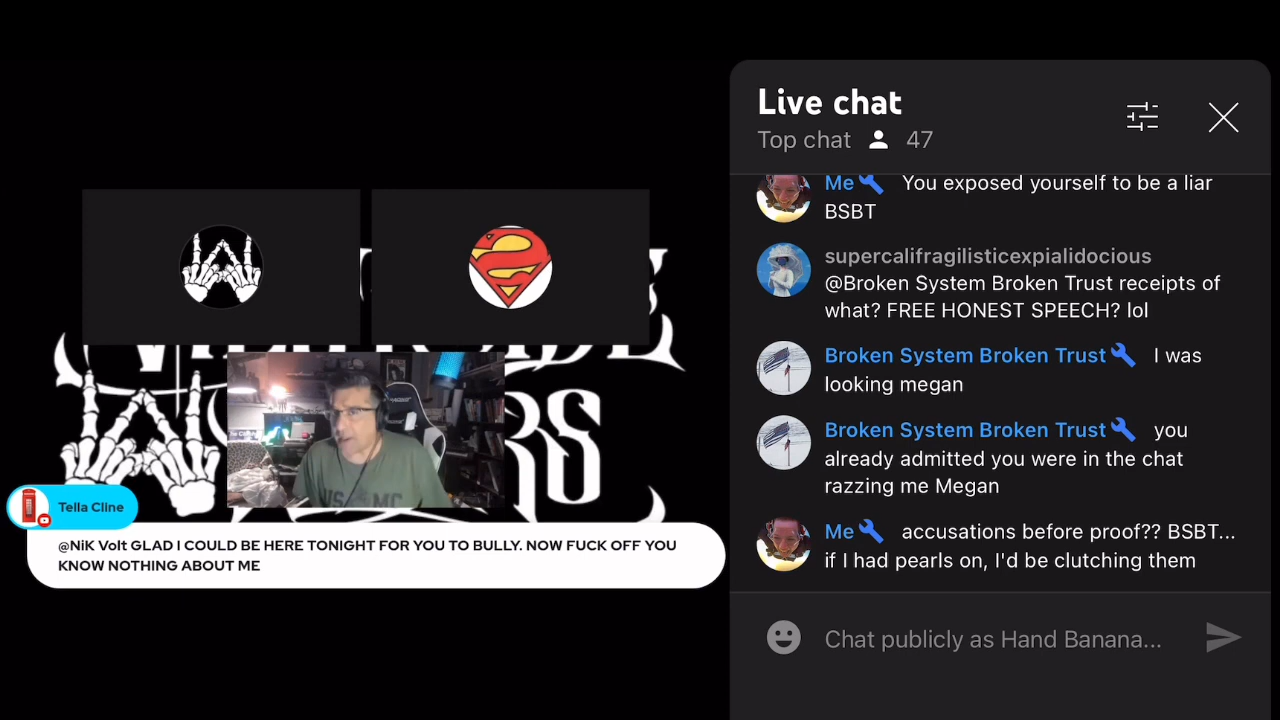 Live chat
Top chat 47
Me You exposed yourself to be a liar
BSBT
supercalifragilisticexpialidocious
@Broken System Broken Trust receipts of
what? FREE HONEST SPEECH? lol
Broken System Broken Trust I was
looking megan
Broken System Broken Trust you
already admitted you were in the chat
razzing me Megan
Me accusations before proof?? BSBT...
if I had pearls on, I'd be clutching them
Chat publicly as Hand Banana...
Tella Cline
@NiK Volt GLAD I COULD BE HERE TONIGHT FOR YOU TO BULLY. NOW FUCK OFF YOU
KNOW NOTHING ABOUT ME